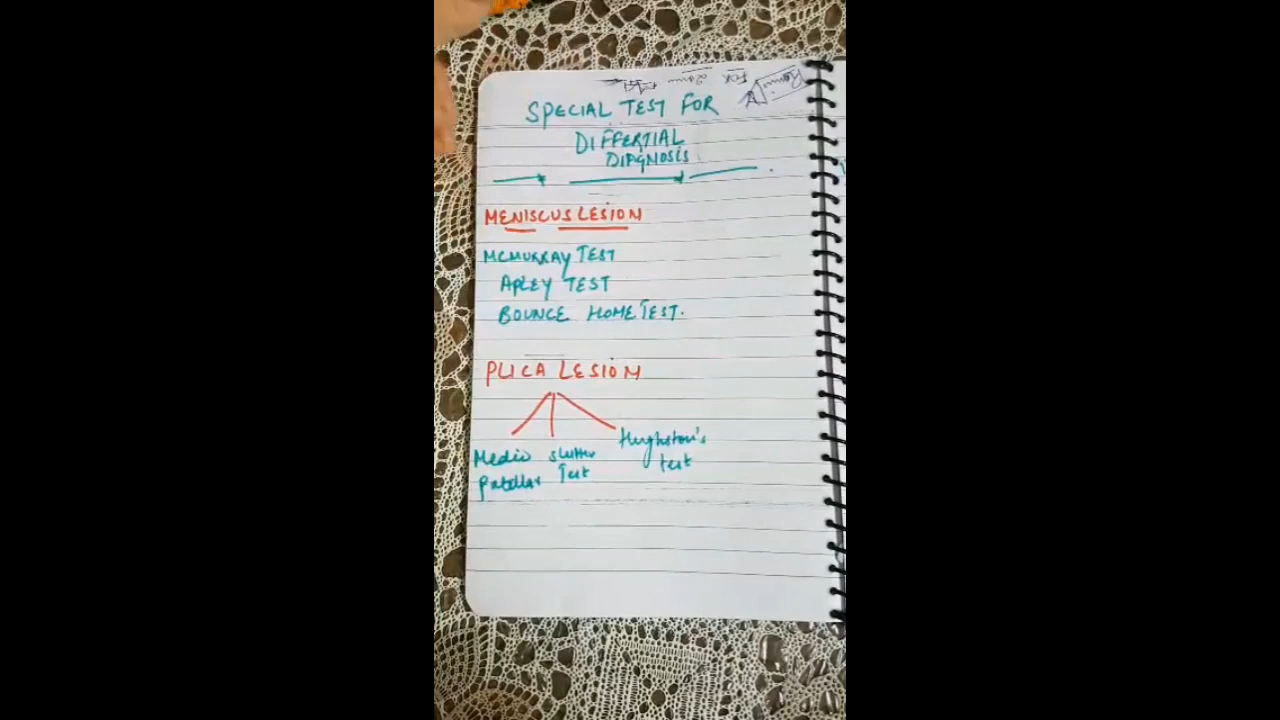 SPECIAL TEST FOR
DIFFERTIAL
DIAGNOSIS
MENISCUS LESION
MCMURRAY TEST
APLEY TEST
BOUNCE HOME TEST.
PLICA LESION
Medio patellar
Test
Hughston's
test